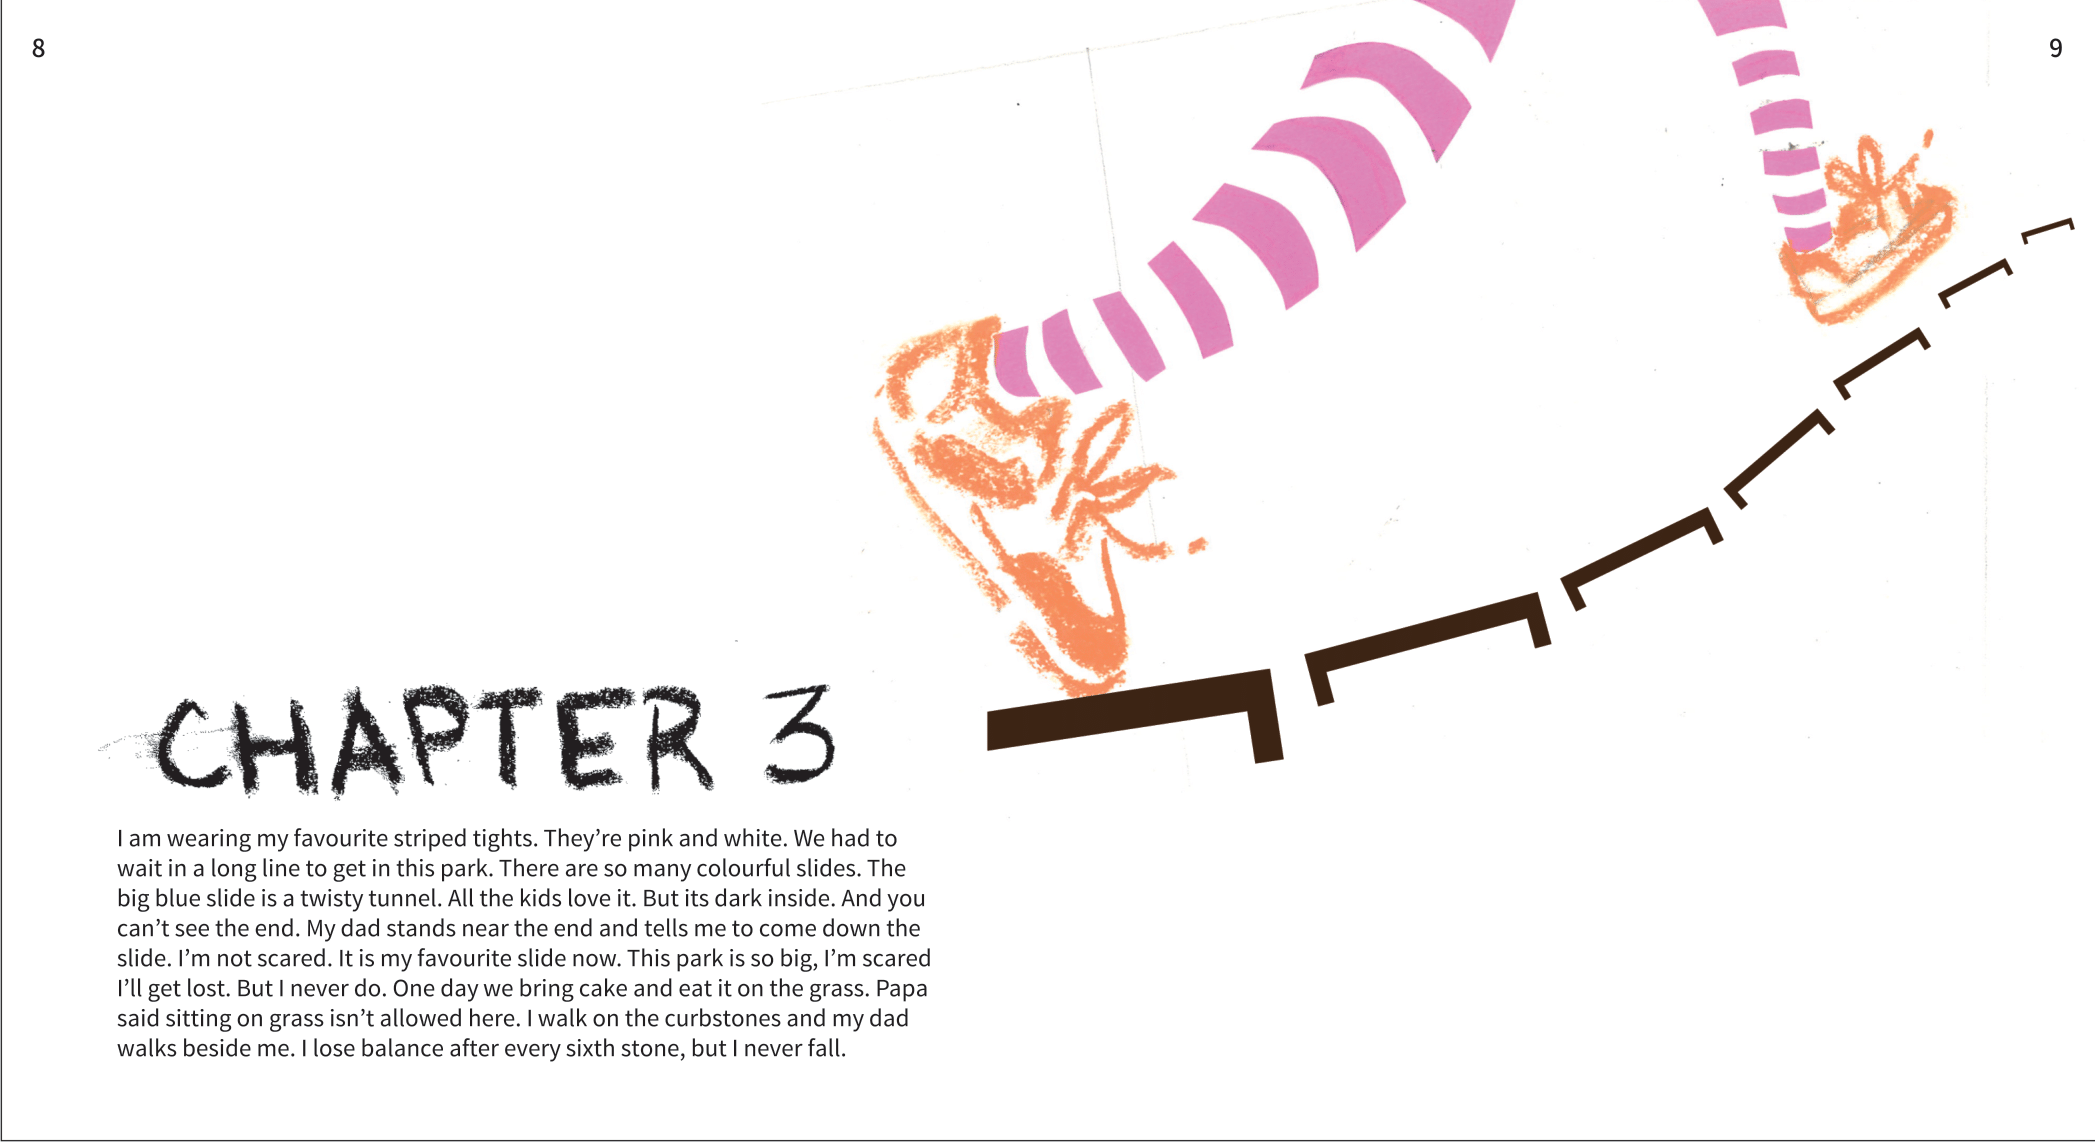 8
9
CHAPTER 3
I am wearing my favourite striped tights. They’re pink and white. We had to
wait in a long line to get in this park. There are so many colourful slides. The
big blue slide is a twisty tunnel. All the kids love it. But its dark inside. And you
can’t see the end. My dad stands near the end and tells me to come down the
slide. I’m not scared. It is my favourite slide now. This park is so big, I’m scared
I’ll get lost. But I never do. One day we bring cake and eat it on the grass. Papa
said sitting on grass isn’t allowed here. I walk on the curbstones and my dad
walks beside me. I lose balance after every sixth stone, but I never fall.